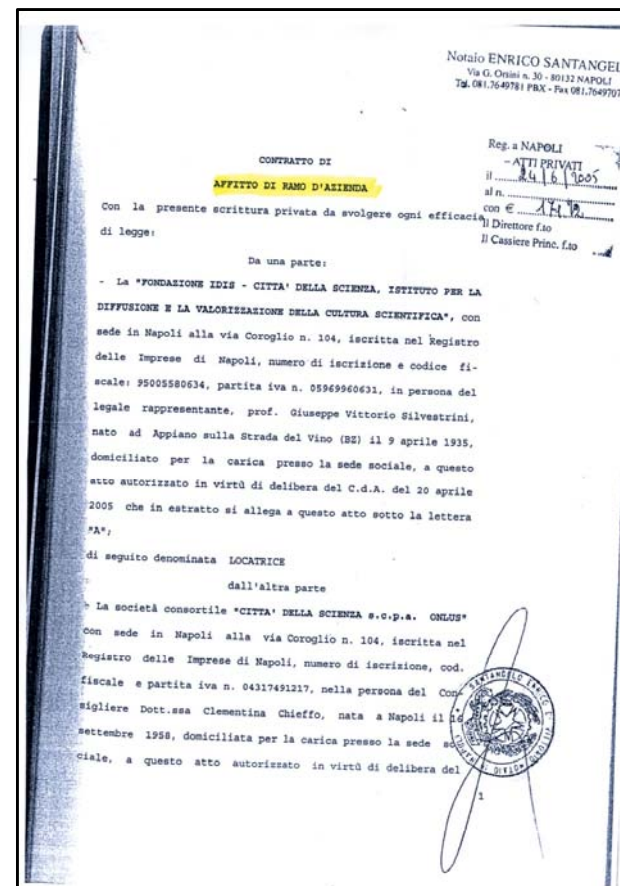 Notaio ENRICO SANTANGEL
Via G. Orsini n. 30 - 80132 NAPOLI
Tel. 081.7649781 PBX - Fax 081.7649707
Reg. a NAPOLI
- ATTI PRIVATI
il 24/6/2005
al n.
con €
Il Direttore f.to
Il Cassiere Princ. f.to
CONTRATTO DI
AFFITTO DI RAMO D'AZIENDA
Con la presente scrittura privata da svolgere ogni efficacia
di legge:
Da una parte:
- La "FONDAZIONE IDIS - CITTA' DELLA SCIENZA, ISTITUTO PER LA
DIFFUSIONE E LA VALORIZZAZIONE DELLA CULTURA SCIENTIFICA", con
sede in Napoli alla via Coroglio n. 104, iscritta nel Registro
delle Imprese di Napoli, numero di iscrizione e codice fi-
scale: 95005580634, partita iva n. 05969960631, in persona del
legale rappresentante, prof. Giuseppe Vittorio Silvestrini,
nato ad Appiano sulla Strada del Vino (BZ) il 9 aprile 1935,
domiciliato per la carica presso la sede sociale, a questo
atto autorizzato in virtù di delibera del C.d.A. del 20 aprile
2005 che in estratto si allega a questo atto sotto la lettera
"A";
di seguito denominata LOCATRICE
dall'altra parte
- La società consortile "CITTA' DELLA SCIENZA s.c.p.a. ONLUS"
con sede in Napoli alla via Coroglio n. 104, iscritta nel
Registro delle Imprese di Napoli, numero di iscrizione, cod.
fiscale e partita iva n. 04317491217, nella persona del Con-
sigliere Dott.ssa Clementina Chieffo, nata a Napoli il 16
settembre 1958, domiciliata per la carica presso la sede so-
ciale, a questo atto autorizzato in virtù di delibera del
1